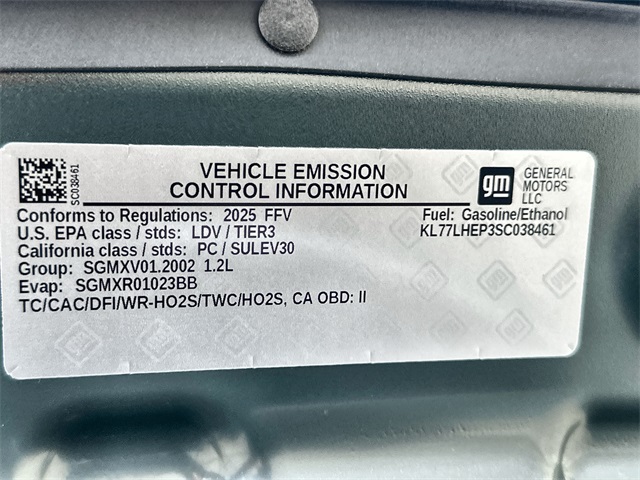 SC038461
VEHICLE EMISSION
CONTROL INFORMATION
gm
GENERAL
MOTORS
LLC
Conforms to Regulations: 2025 FFV
Fuel: Gasoline/Ethanol
U.S. EPA class / stds: LDV / TIER3
KL77LHEP3SC038461
California class / stds: PC / SULEV30
Group: SGMXV01.2002 1.2L
Evap: SGMXR01023BB
TC/CAC/DFI/WR-HO2S/TWC/HO2S, CA OBD: II